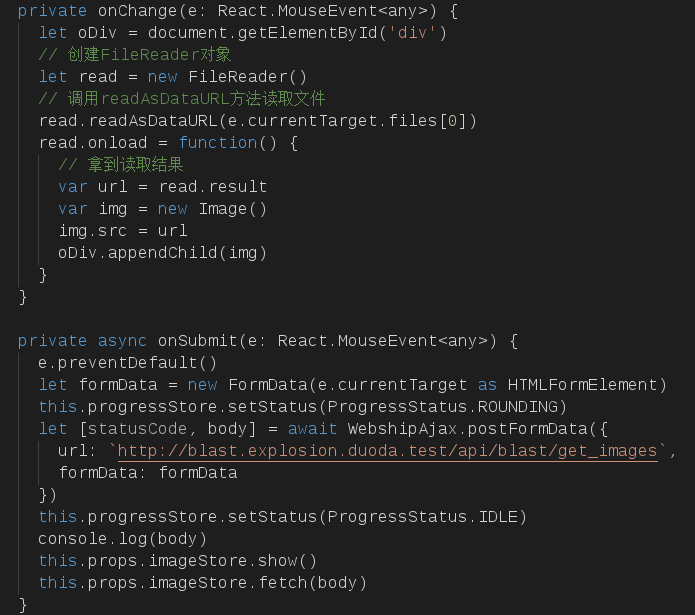 private onChange(e: React.MouseEvent<any>) {
let oDiv = document.getElementById('div')
// 创建FileReader对象
let read = new FileReader()
// 调用readAsDataURL方法读取文件
read.readAsDataURL(e.currentTarget.files[0])
read.onload = function() {
// 拿到读取结果
var url = read.result
var img = new Image()
img.src = url
oDiv.appendChild(img)
}
}
private async onSubmit(e: React.MouseEvent<any>) {
e.preventDefault()
let formData = new FormData(e.currentTarget as HTMLFormElement)
this.progressStore.setStatus(ProgressStatus.ROUNDING)
let [statusCode, body] = await WebshipAjax.postFormData({
url: `http://blast.explosion.duoda.test/api/blast/get_images`,
formData: formData
})
this.progressStore.setStatus(ProgressStatus.IDLE)
console.log(body)
this.props.imageStore.show()
this.props.imageStore.fetch(body)
}